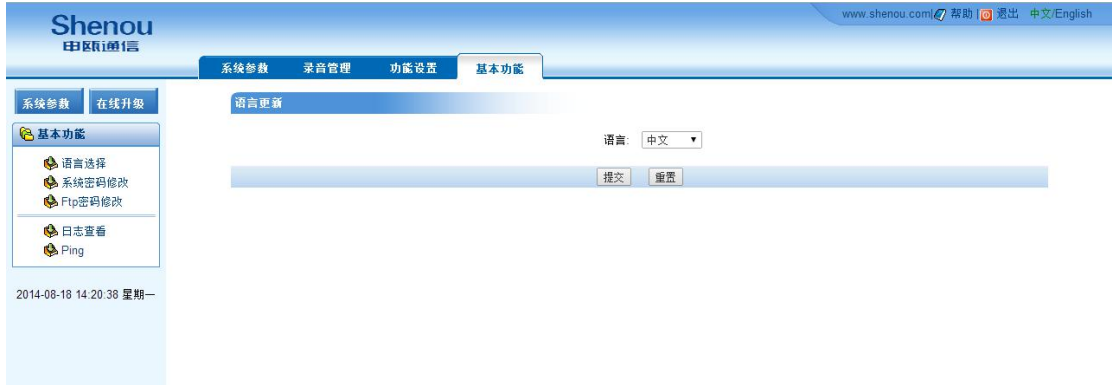 www.shenou.com| 帮助 | 退出 中文/English
Shenou
申瓯通信
系统参数 录音管理 功能设置 基本功能
系统参数 在线升级
基本功能
语言选择
系统密码修改
Ftp密码修改
日志查看
Ping
2014-08-18 14:20:38 星期一
语言更新
语言: 中文
提交 重置